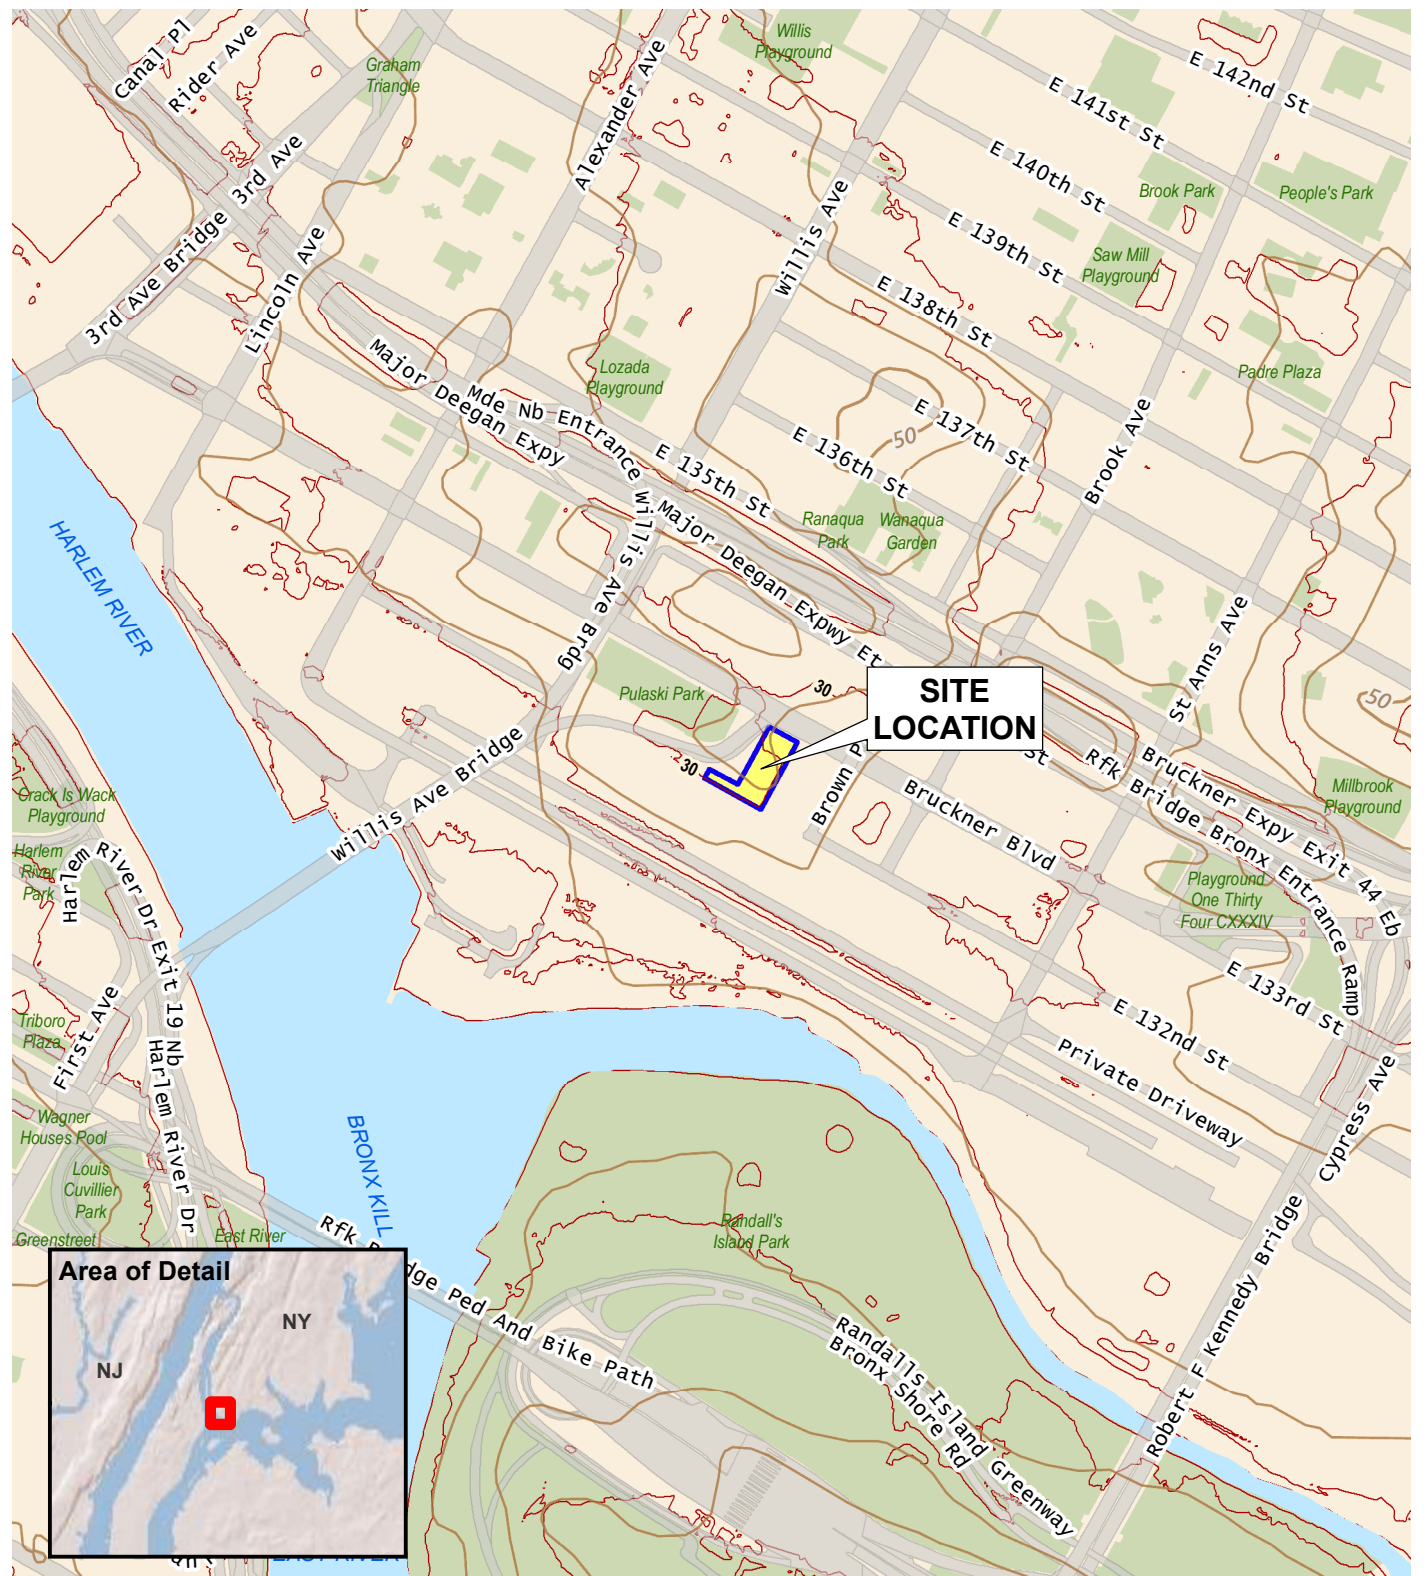 Canal Pl
Rider Ave
Graham
Triangle
Alexander Ave
Willis
Playground
E 142nd St
E 141st St
E 140th St
Brook Park
People's Park
3rd Ave
3rd Ave Bridge
Lincoln Ave
Willis Ave
E 139th St
Saw Mill
Playground
E 138th St
Major Deegan Expy
Mde Nb Entrance
Lozada
Playground
Padre Plaza
E 137th St
50
E 136th St
Brook Ave
E 135th St
Willis Ave Brdg
Major Deegan Expwy Et
Ranaqua
Park
Wanaqua
Garden
HARLEM RIVER
St Anns Ave
Pulaski Park
30
SITE
LOCATION
50
30
St
Brown P
Rfk Bridge Bronx Entrance Ramp
Bruckner Expy Exit 44 Eb
Millbrook
Playground
Willis Ave Bridge
Bruckner Blvd
Crack Is Wack
Playground
Harlem
River
Park
Harlem River Dr Exit 19 Nb
Playground
One Thirty
Four CXXXIV
E 133rd St
E 132nd St
Triboro
Plaza
First Ave
Harlem River Dr
Private Driveway
Cypress Ave
Wagner
Houses Pool
BRONX KILL
Louis
Cuvillier
Park
Greenstreet
East River
Randall's
Island Park
Rfk Bridge Ped And Bike Path
Robert F Kennedy Bridge
Randalls Island Greenway
Bronx Shore Rd
Area of Detail
NY
NJ
EAST RIVER